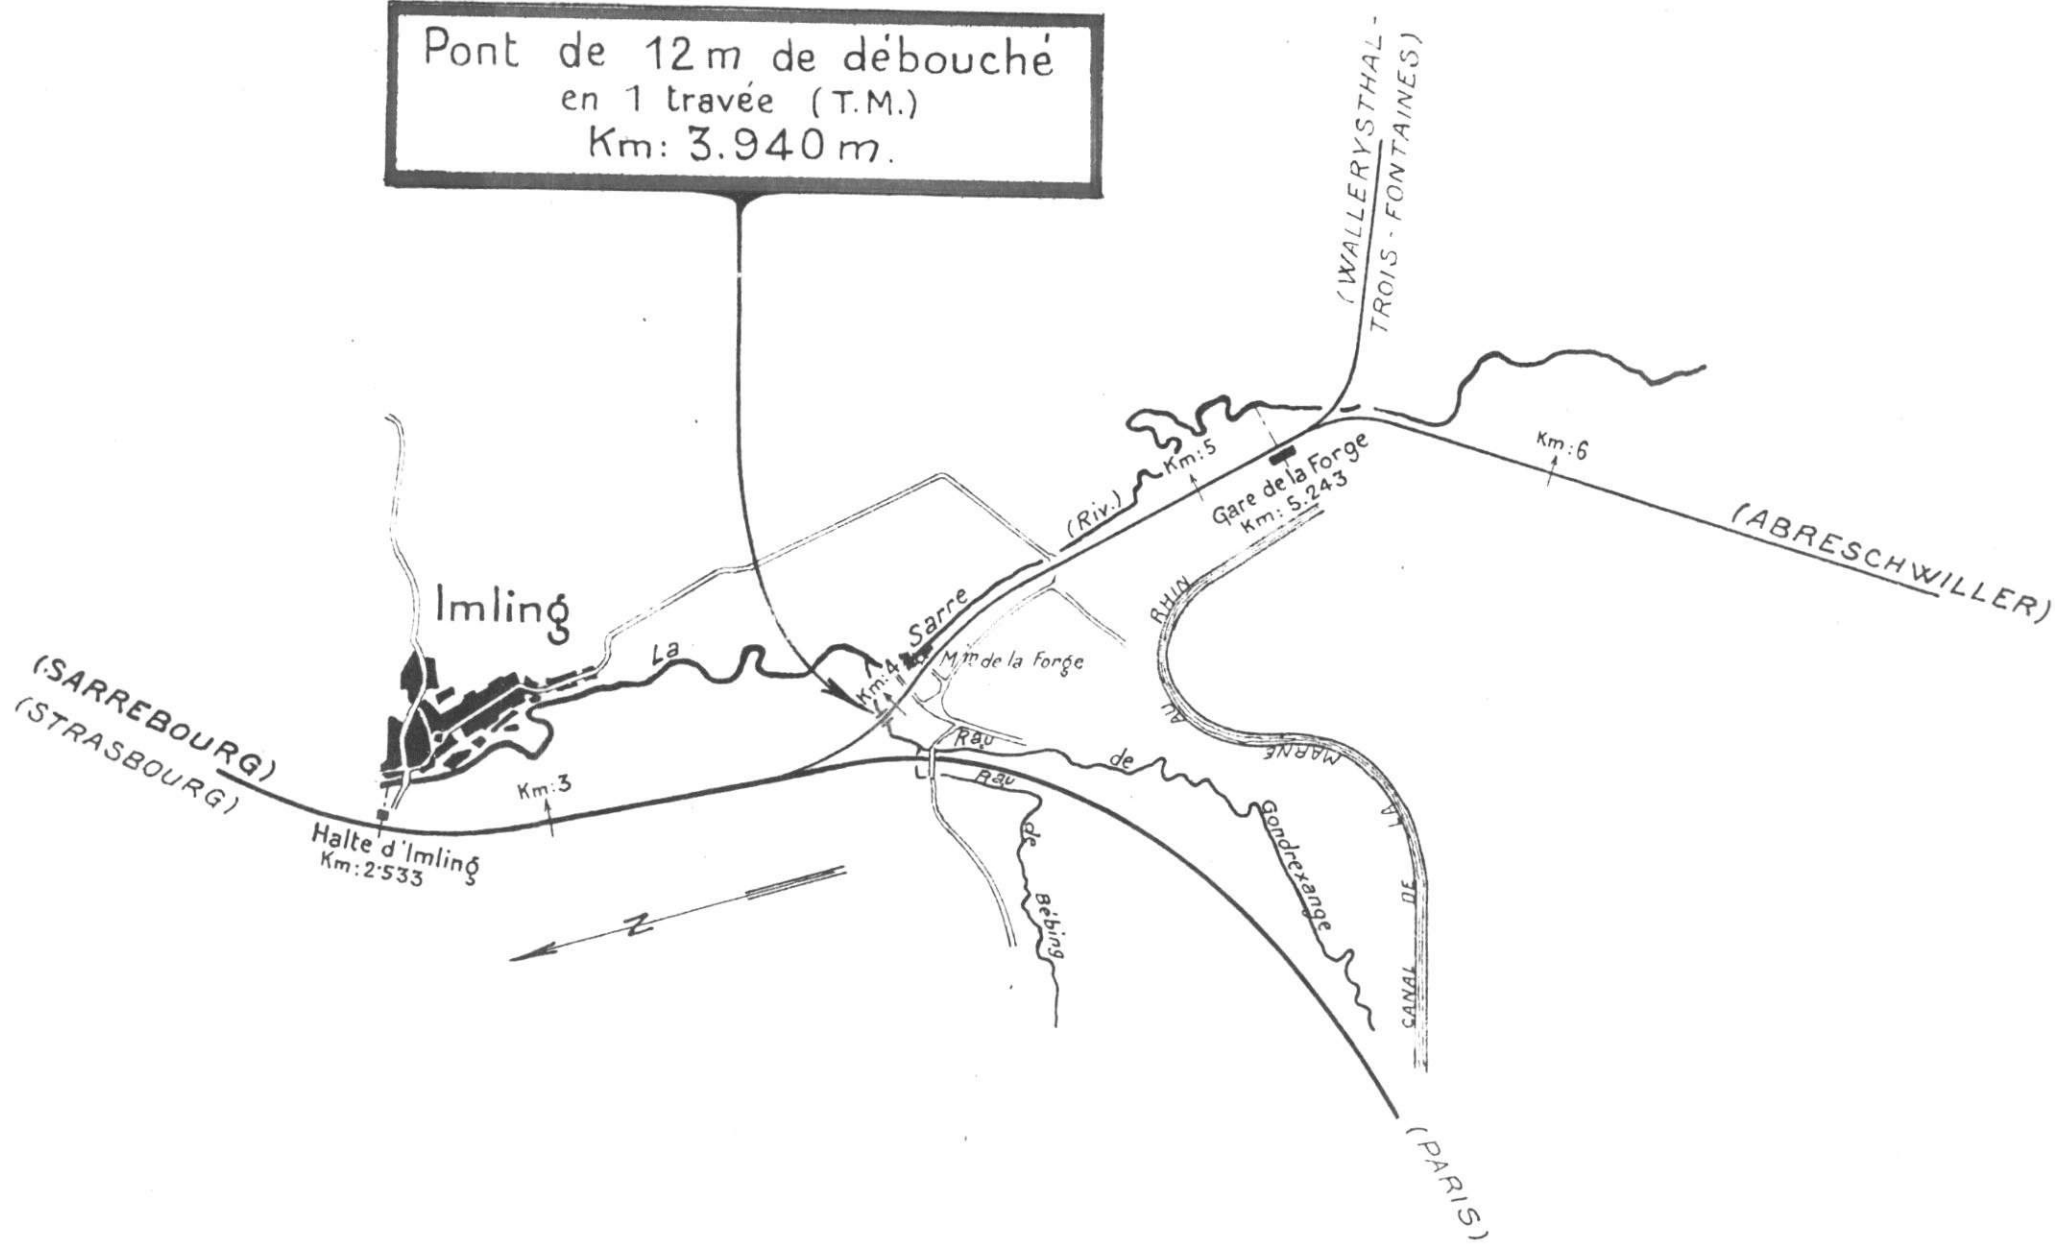 Pont de 12 m de débouché
en 1 travée (T.M.)
Km: 3.940 m.
(WALLERYSTHAL-
TROIS-FONTAINES)
Km: 6
Km: 5
Gare de la Forge
Km: 5.243
(ABRESCHWILLER)
(Riv.)
Sarre
La
Imling
Min de la Forge
Km: 4
(SARREBOURG)
(STRASBOURG)
Km: 3
Halte d'Imling
Km: 2.533
Rau de Gondrexange
Rau de Bébing
CANAL DE LA MARNE AU RHIN
N
(PARIS)